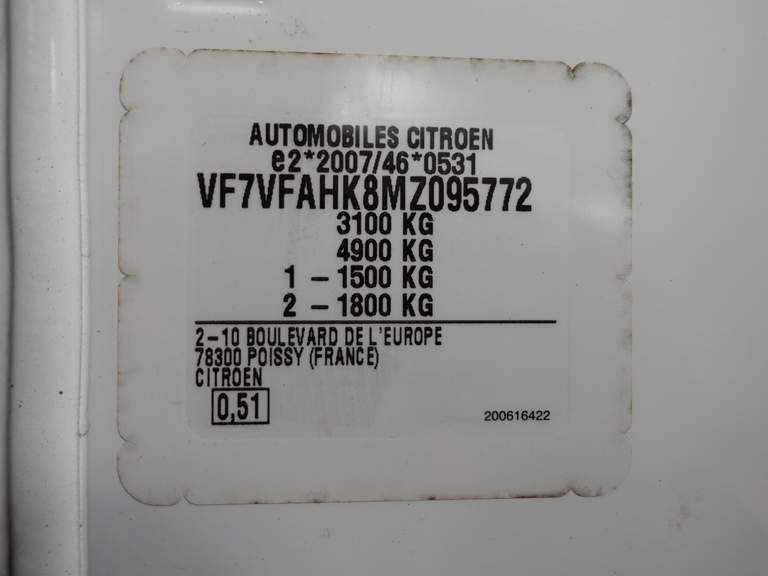 AUTOMOBILES CITROEN
e2*2007/46*0531
VF7VFAHK8MZ095772
3100 KG
4900 KG
1 – 1500 KG
2 – 1800 KG
2–10 BOULEVARD DE L'EUROPE
78300 POISSY (FRANCE)
CITROEN
0,51
200616422